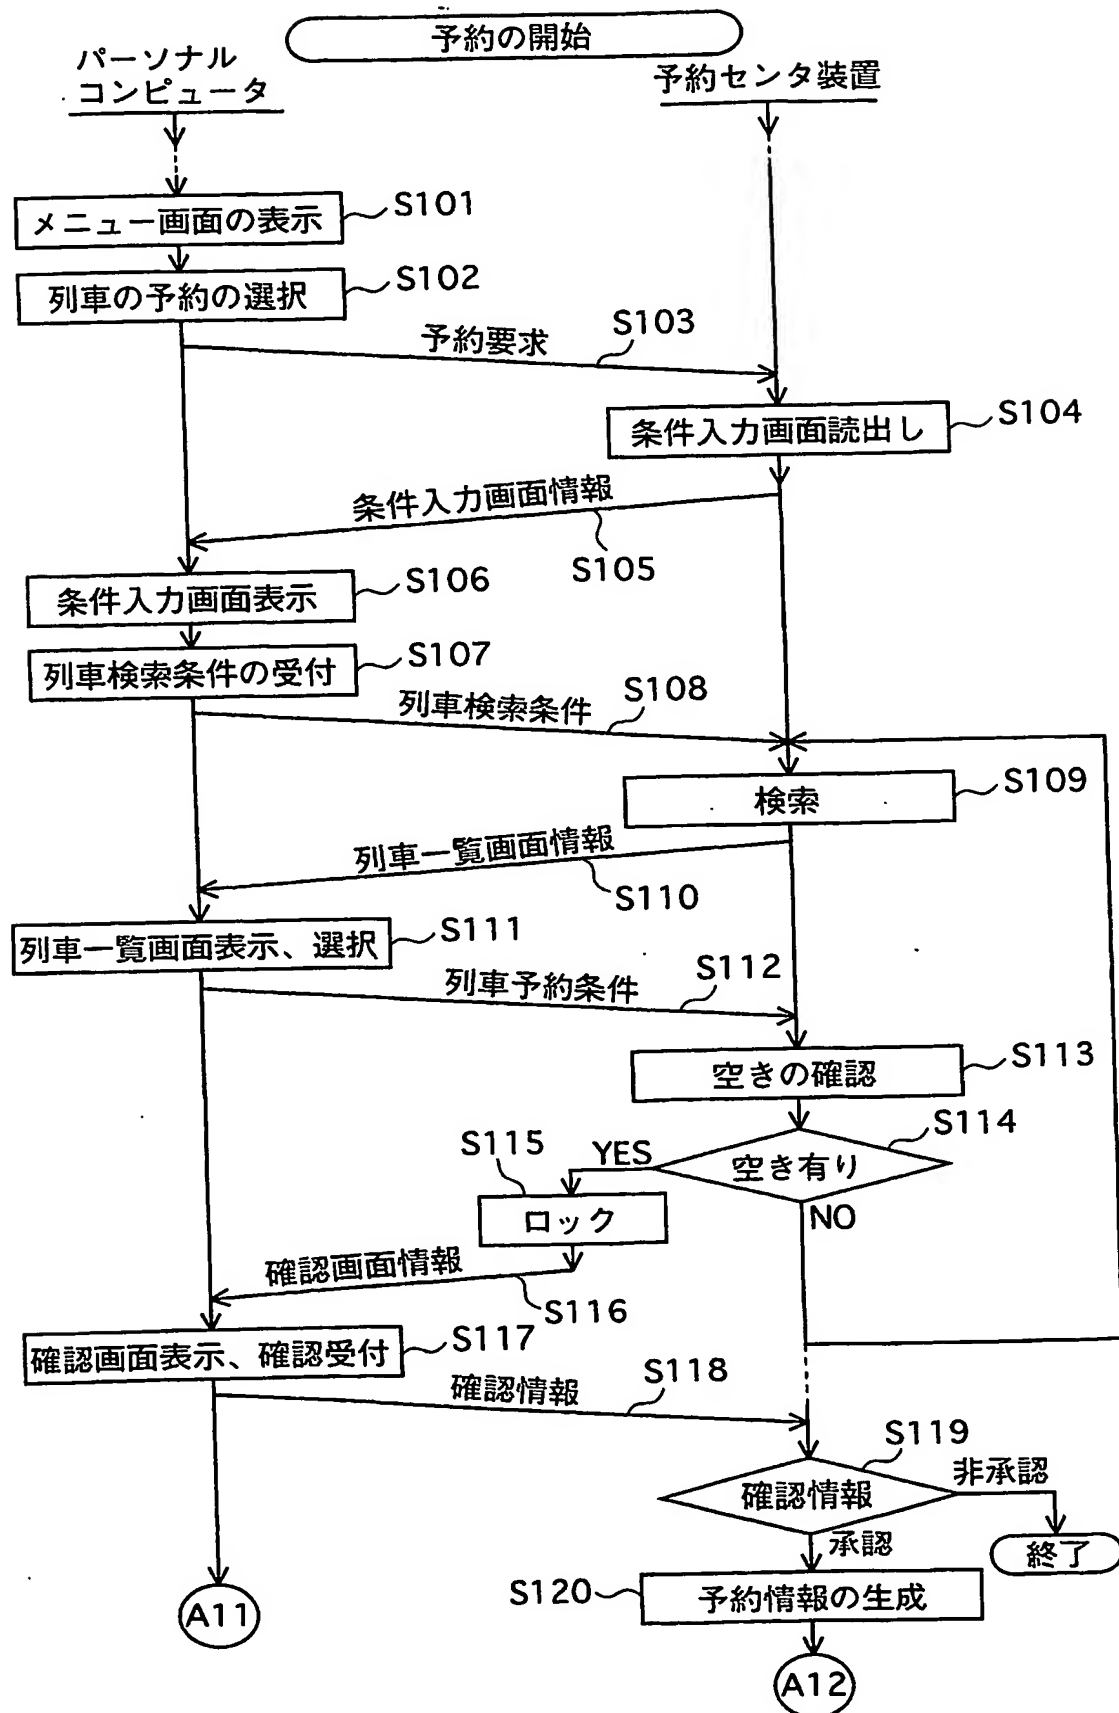 予約の開始
パーソナル
コンピュータ
予約センタ装置
メニュー画面の表示
S101
列車の予約の選択
S102
予約要求
S103
条件入力画面読出し
S104
条件入力画面情報
S105
条件入力画面表示
S106
列車検索条件の受付
S107
列車検索条件
S108
検索
S109
列車一覧画面情報
S110
列車一覧画面表示、選択
S111
列車予約条件
S112
空きの確認
S113
空き有り
S114
YES
NO
S115
ロック
確認画面情報
S116
確認画面表示、確認受付
S117
確認情報
S118
確認情報
S119
非承認
承認
終了
S120
予約情報の生成
A11
A12